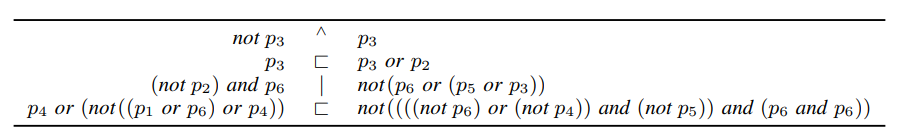 not p₃ ^ p₃
p₃ ⊏ p₃ or p₂
(not p₂) and p₆ | not(p₆ or (p₅ or p₃))
p₄ or (not((p₁ or p₆) or p₄)) ⊏ not((((not p₆) or (not p₄)) and (not p₅)) and (p₆ and p₆))